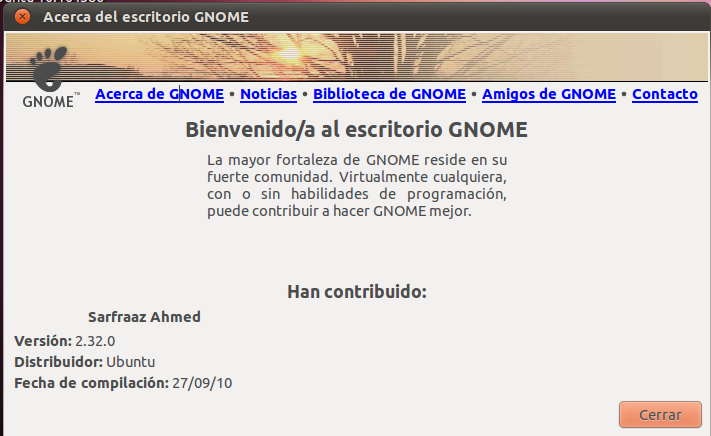 Acerca del escritorio GNOME
GNOME™
Acerca de GNOME • Noticias • Biblioteca de GNOME • Amigos de GNOME • Contacto
Bienvenido/a al escritorio GNOME
La mayor fortaleza de GNOME reside en su
fuerte comunidad. Virtualmente cualquiera,
con o sin habilidades de programación,
puede contribuir a hacer GNOME mejor.
Han contribuido:
Sarfraaz Ahmed
Versión: 2.32.0
Distribuidor: Ubuntu
Fecha de compilación: 27/09/10
Cerrar